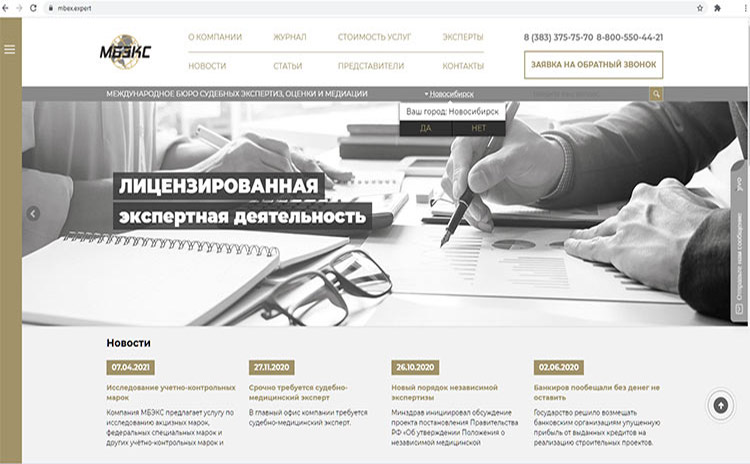 mbex.expert
МБЭКС
О КОМПАНИИ ЖУРНАЛ СТОИМОСТЬ УСЛУГ ЭКСПЕРТЫ
НОВОСТИ СТАТЬИ ПРЕДСТАВИТЕЛИ КОНТАКТЫ
8 (383) 375-75-70 8-800-550-44-21
ЗАЯВКА НА ОБРАТНЫЙ ЗВОНОК
МЕЖДУНАРОДНОЕ БЮРО СУДЕБНЫХ ЭКСПЕРТИЗ, ОЦЕНКИ И МЕДИАЦИИ
Новосибирск
Ваш город: Новосибирск
ДА НЕТ
ЛИЦЕНЗИРОВАННАЯ
экспертная деятельность
Отправьте нам сообщение
Новости
07.04.2021
Исследование учетно-контрольных
марок
Компания МБЭКС предлагает услугу по
исследованию акцизных марок,
федеральных специальных марок и
других учётно-контрольных марок и
27.11.2020
Срочно требуется судебно-
медицинский эксперт
В главный офис компании требуется
судебно-медицинский эксперт.
26.10.2020
Новый порядок независимой
экспертизы
Минздрав инициировал обсуждение
проекта постановления Правительства
РФ «Об утверждении Положения о
независимой медицинской
02.06.2020
Банкиров пообещали без денег не
оставить
Государство решило возмещать
банковским организациям упущенную
прибыль от выданных кредитов на
реализацию строительных проектов.